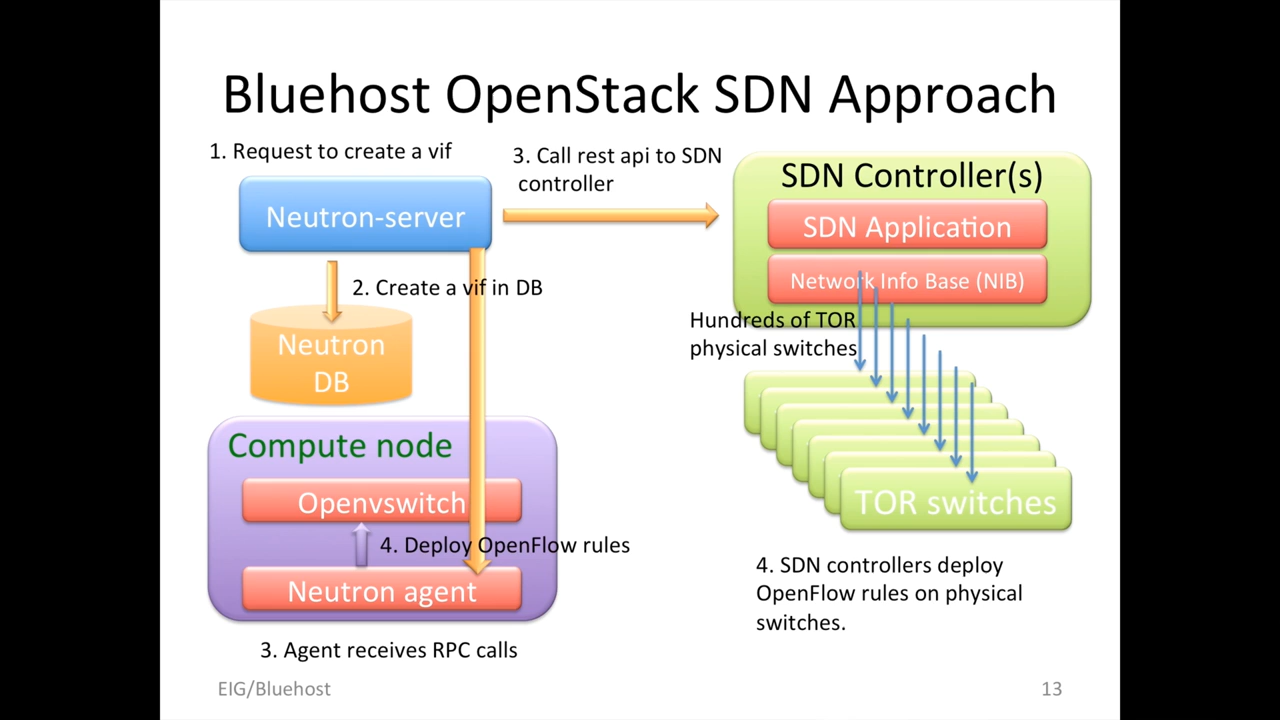 Bluehost OpenStack SDN Approach
1. Request to create a vif
3. Call rest api to SDN
controller
SDN Controller(s)
Neutron-server
SDN Application
Network Info Base (NIB)
2. Create a vif in DB
Hundreds of TOR
physical switches
Neutron
DB
Compute node
Openvswitch
TOR switches
4. Deploy OpenFlow rules
Neutron agent
4. SDN controllers deploy
OpenFlow rules on physical
switches.
3. Agent receives RPC calls
EIG/Bluehost
13